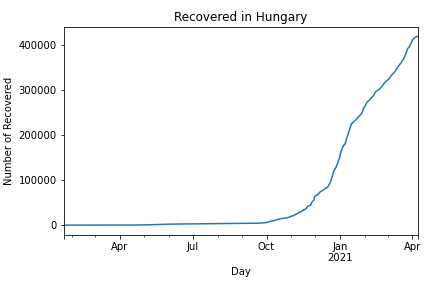 Recovered in Hungary
Number of Recovered
400000
300000
200000
100000
0
Apr
Jul
Oct
Jan
2021
Apr
Day